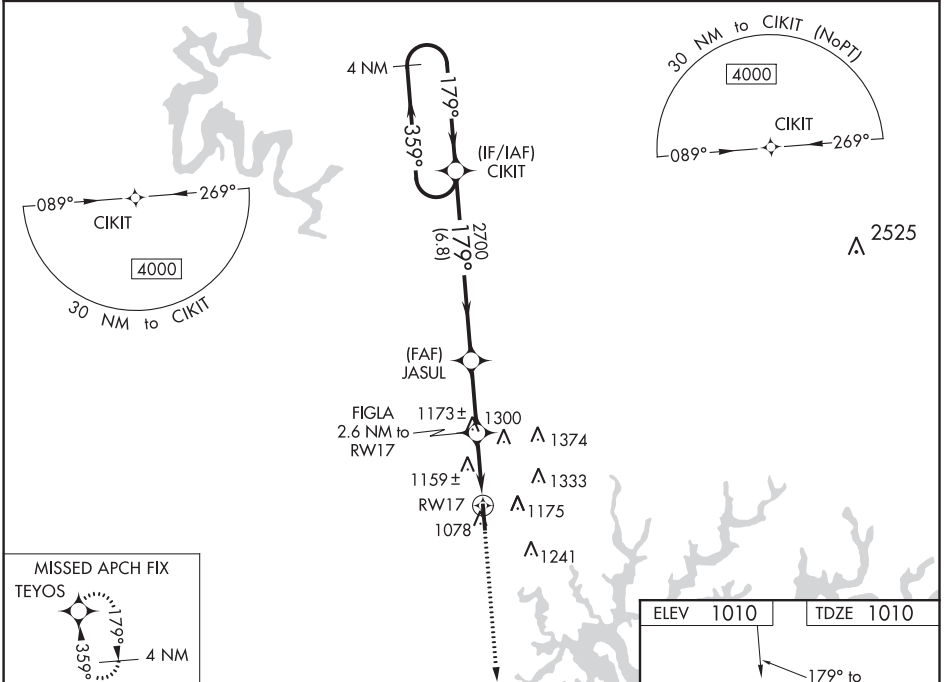 4 NM
179°
359°
(IF/IAF)
CIKIT
30 NM to CIKIT (NoPT)
4000
CIKIT
089°
269°
2525
089°
269°
CIKIT
4000
30 NM to CIKIT
2700
179°
(6.8)
(FAF)
JASUL
FIGLA
2.6 NM to
RW17
1173±
1300
1374
1159±
1333
RW17
1175
1078
1241
MISSED APCH FIX
TEYOS
179°
359°
4 NM
ELEV 1010
TDZE 1010
179° to